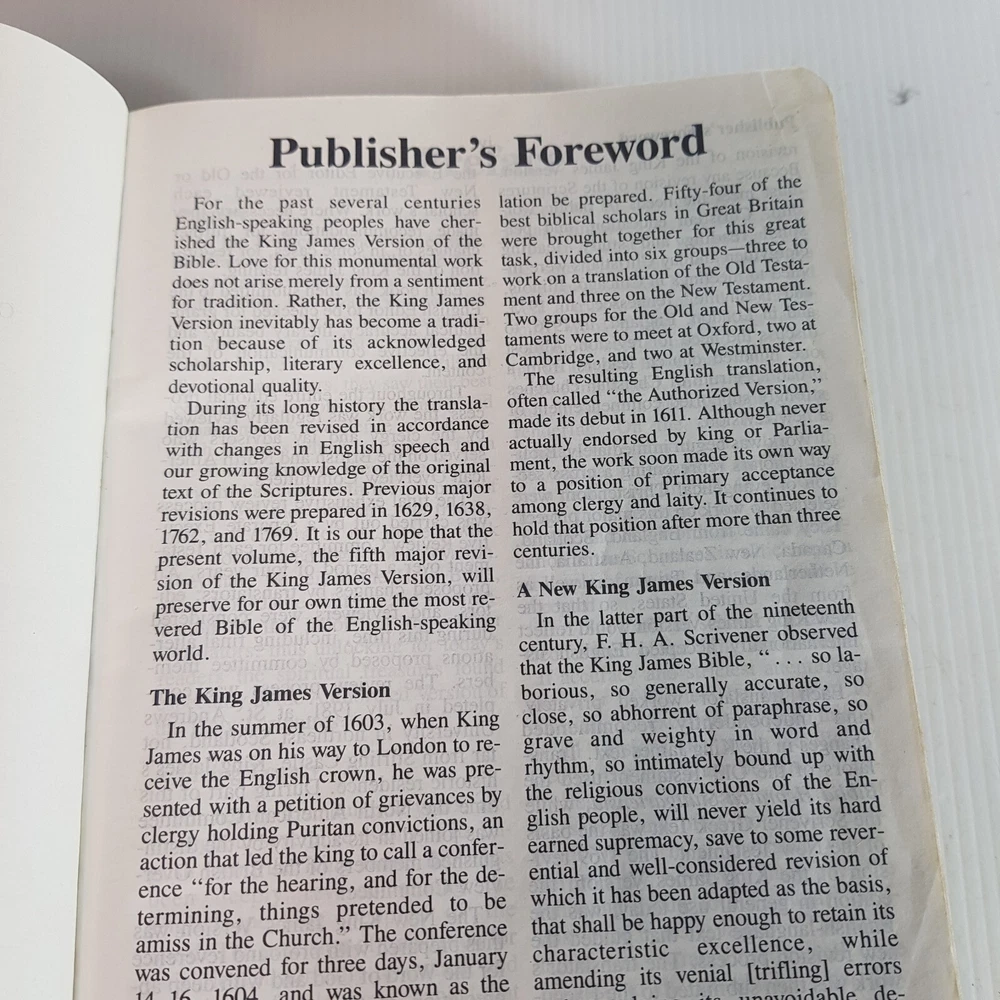 Publisher's Foreword
For the past several centuries
English-speaking peoples have cher-
ished the King James Version of the
Bible. Love for this monumental work
does not arise merely from a sentiment
for tradition. Rather, the King James
Version inevitably has become a tradi-
tion because of its acknowledged
scholarship, literary excellence, and
devotional quality.
During its long history the transla-
tion has been revised in accordance
with changes in English speech and
our growing knowledge of the original
text of the Scriptures. Previous major
revisions were prepared in 1629, 1638,
1762, and 1769. It is our hope that the
present volume, the fifth major revi-
sion of the King James Version, will
preserve for our own time the most re-
vered Bible of the English-speaking
world.
The King James Version
In the summer of 1603, when King
James was on his way to London to re-
ceive the English crown, he was pre-
sented with a petition of grievances by
clergy holding Puritan convictions, an
action that led the king to call a confer-
ence “for the hearing, and for the de-
termining, things pretended to be
amiss in the Church.” The conference
was convened for three days, January
14–16, 1604, and was known as the
lation be prepared. Fifty-four of the
best biblical scholars in Great Britain
were brought together for this great
task, divided into six groups—three to
work on a translation of the Old Testa-
ment and three on the New Testament.
Two groups for the Old and New Tes-
taments were to meet at Oxford, two at
Cambridge, and two at Westminster.
The resulting English translation,
often called “the Authorized Version,”
made its debut in 1611. Although never
actually endorsed by king or Parlia-
ment, the work soon made its own way
to a position of primary acceptance
among clergy and laity. It continues to
hold that position after more than three
centuries.
A New King James Version
In the latter part of the nineteenth
century, F. H. A. Scrivener observed
that the King James Bible, “. . . so la-
borious, so generally accurate, so
close, so abhorrent of paraphrase, so
grave and weighty in word and
rhythm, so intimately bound up with
the religious convictions of the En-
glish people, will never yield its hard
earned supremacy, save to some rever-
ential and well-considered revision of
which it has been adapted as the basis,
that shall be happy enough to retain its
characteristic excellence, while
amending its venial [trifling] errors
its unavoidable de-